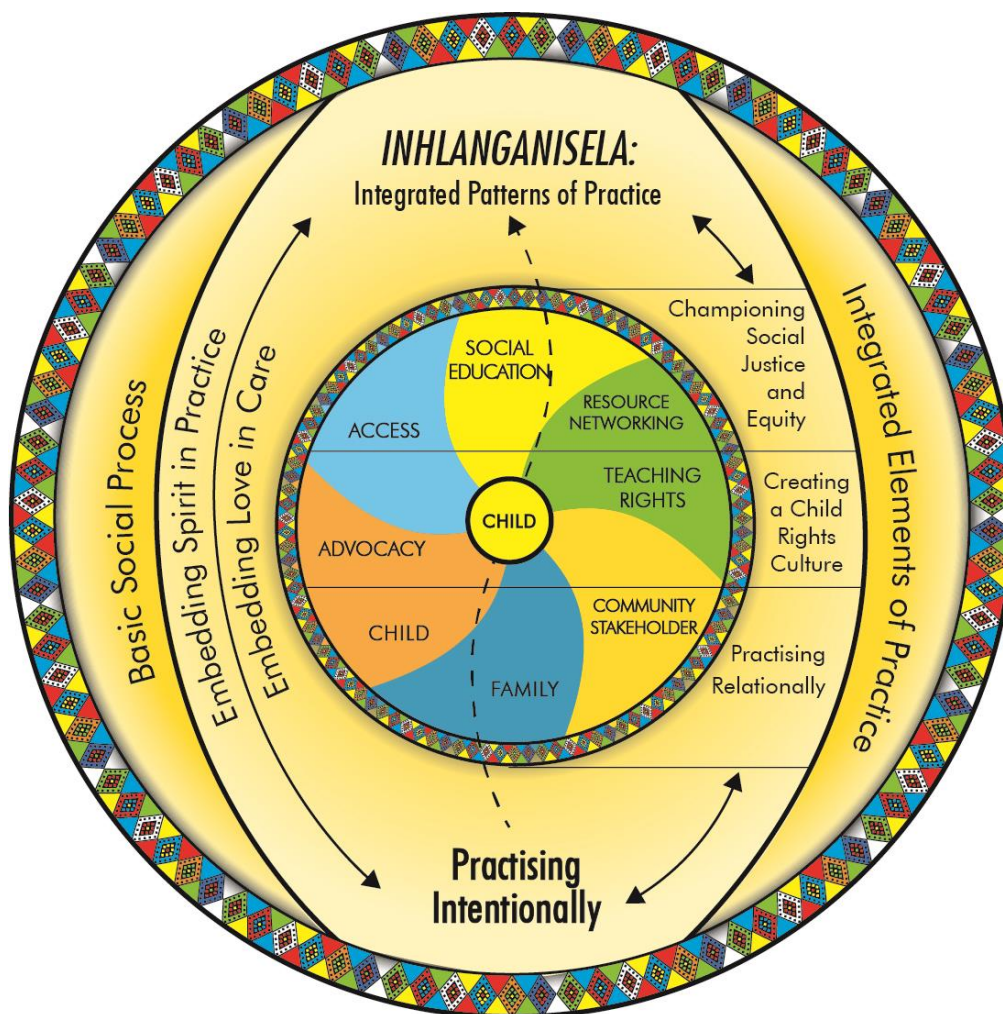 INHLANGANISELA:
Integrated Patterns of Practice
Basic Social Process
Embedding Spirit in Practice
Embedding Love in Care
SOCIAL
EDUCATION
RESOURCE
NETWORKING
ACCESS
TEACHING
RIGHTS
CHILD
ADVOCACY
CHILD
COMMUNITY
STAKEHOLDER
FAMILY
Championing
Social
Justice
and
Equity
Creating
a Child
Rights
Culture
Practising
Relationally
Integrated Elements of Practice
Practising
Intentionally